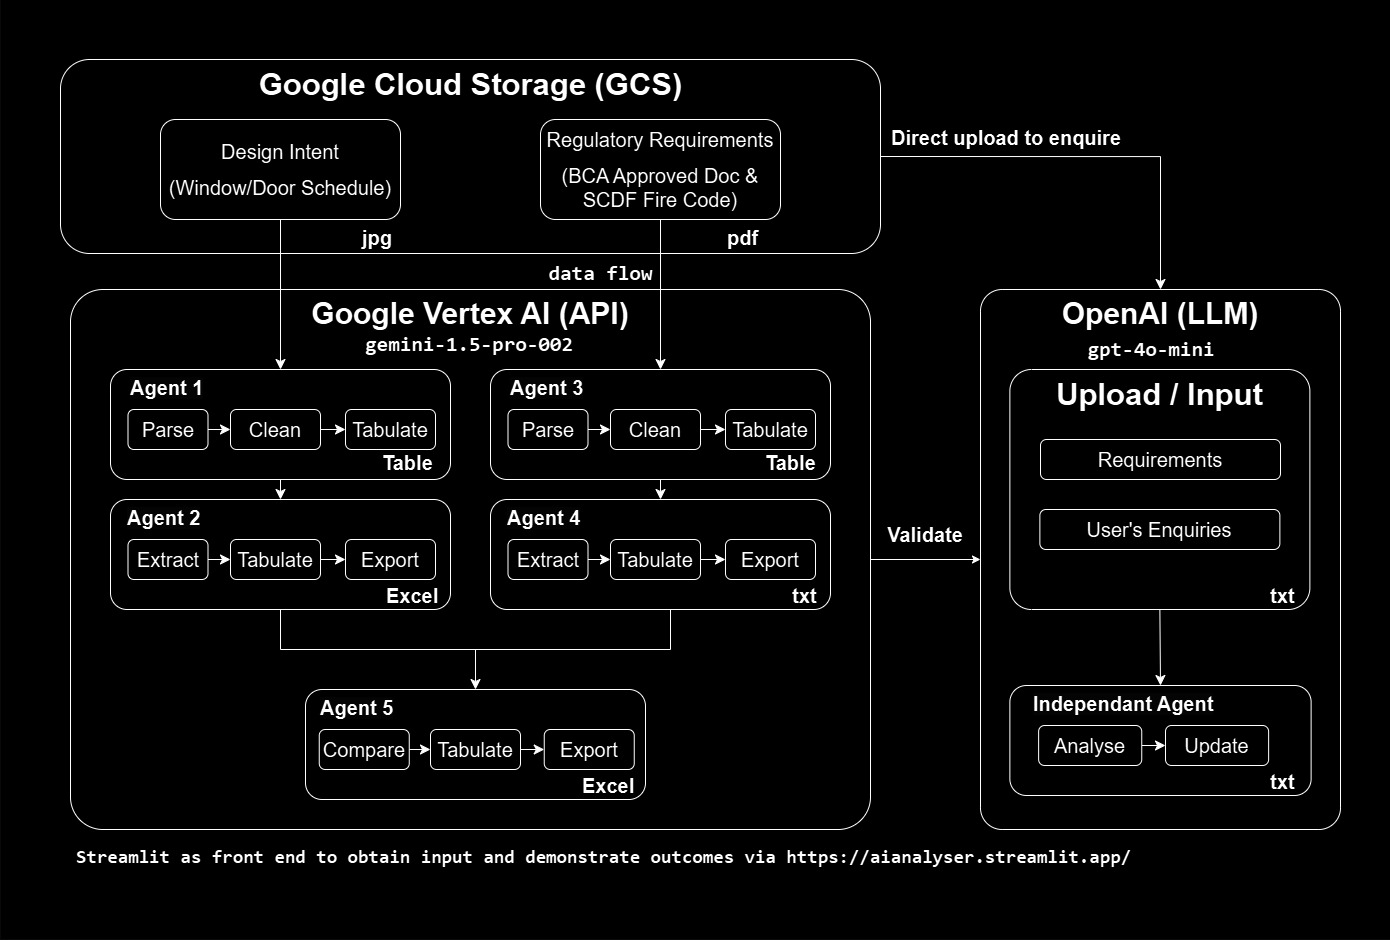 Google Cloud Storage (GCS)
Design Intent
(Window/Door Schedule)
jpg
Regulatory Requirements
(BCA Approved Doc &
SCDF Fire Code)
pdf
Direct upload to enquire
data flow
Google Vertex AI (API)
gemini-1.5-pro-002
Agent 1
Parse
Clean
Tabulate
Table
Agent 3
Parse
Clean
Tabulate
Table
Agent 2
Extract
Tabulate
Export
Excel
Agent 4
Extract
Tabulate
Export
txt
Agent 5
Compare
Tabulate
Export
Excel
Validate
OpenAI (LLM)
gpt-4o-mini
Upload / Input
Requirements
User's Enquiries
txt
Independant Agent
Analyse
Update
txt
Streamlit as front end to obtain input and demonstrate outcomes via https://aianalyser.streamlit.app/